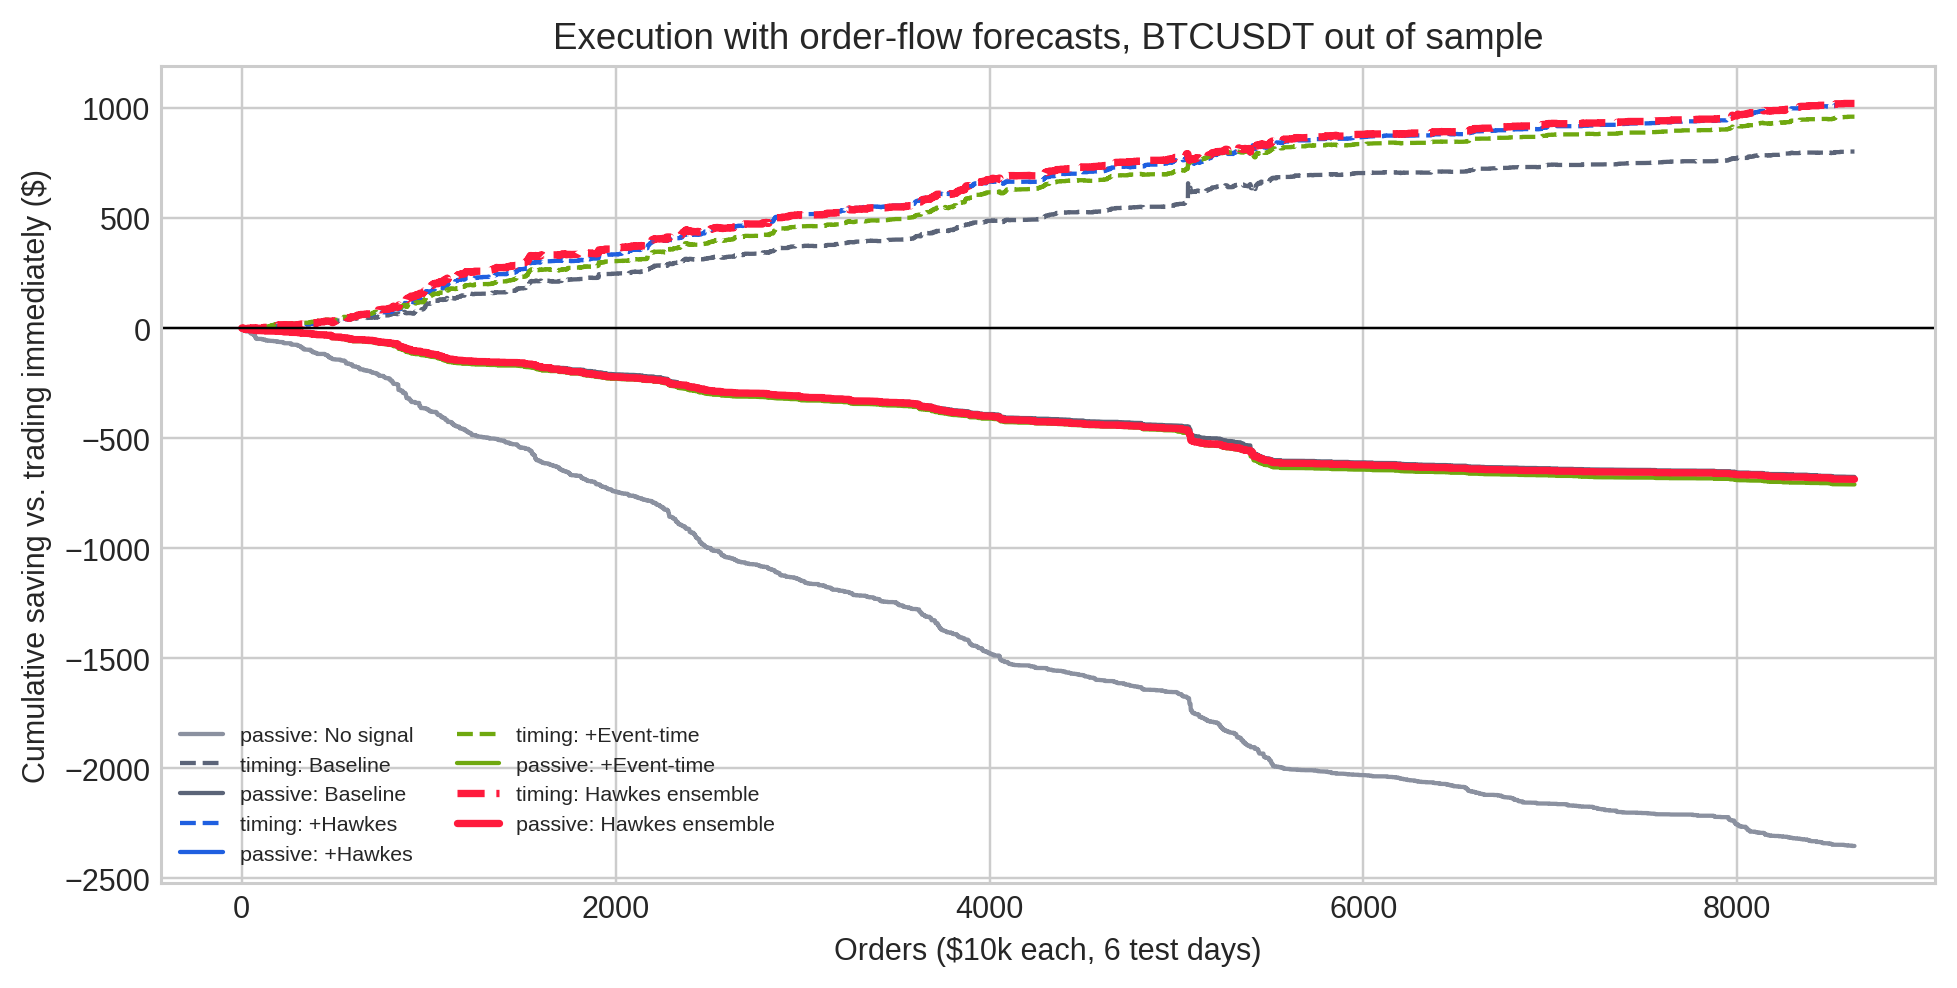 Execution with order-flow forecasts, BTCUSDT out of sample
Cumulative saving vs. trading immediately ($)
1000
500
0
−500
−1000
−1500
−2000
−2500
passive: No signal
timing: Baseline
passive: Baseline
timing: +Hawkes
passive: +Hawkes
timing: +Event-time
passive: +Event-time
timing: Hawkes ensemble
passive: Hawkes ensemble
0
2000
4000
6000
8000
Orders ($10k each, 6 test days)